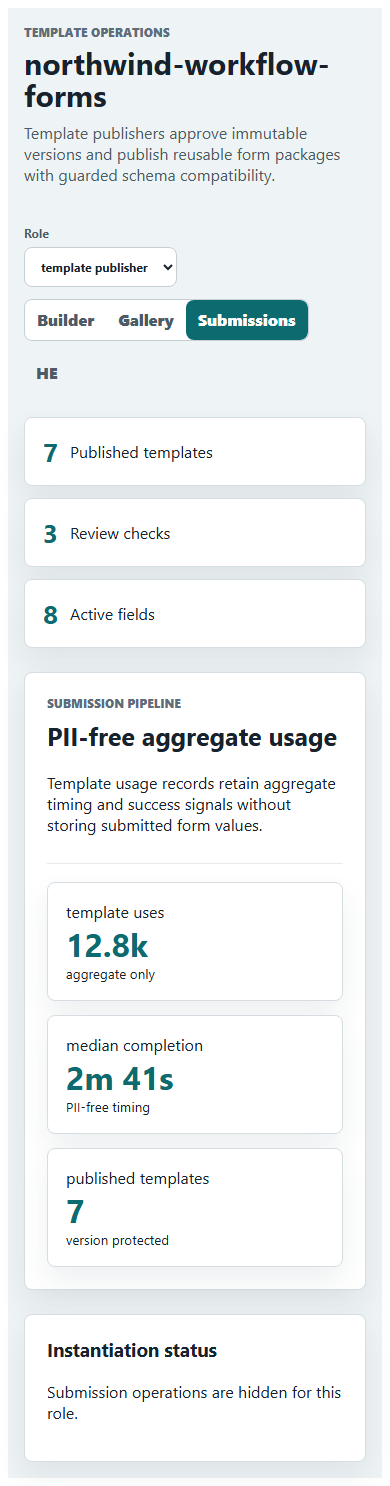 TEMPLATE OPERATIONS
northwind-workflow-
forms
Template publishers approve immutable
versions and publish reusable form packages
with guarded schema compatibility.
Role
template publisher
Builder Gallery Submissions
HE
7 Published templates
3 Review checks
8 Active fields
SUBMISSION PIPELINE
PII-free aggregate usage
Template usage records retain aggregate
timing and success signals without
storing submitted form values.
template uses
12.8k
aggregate only
median completion
2m 41s
PII-free timing
published templates
7
version protected
Instantiation status
Submission operations are hidden for this
role.